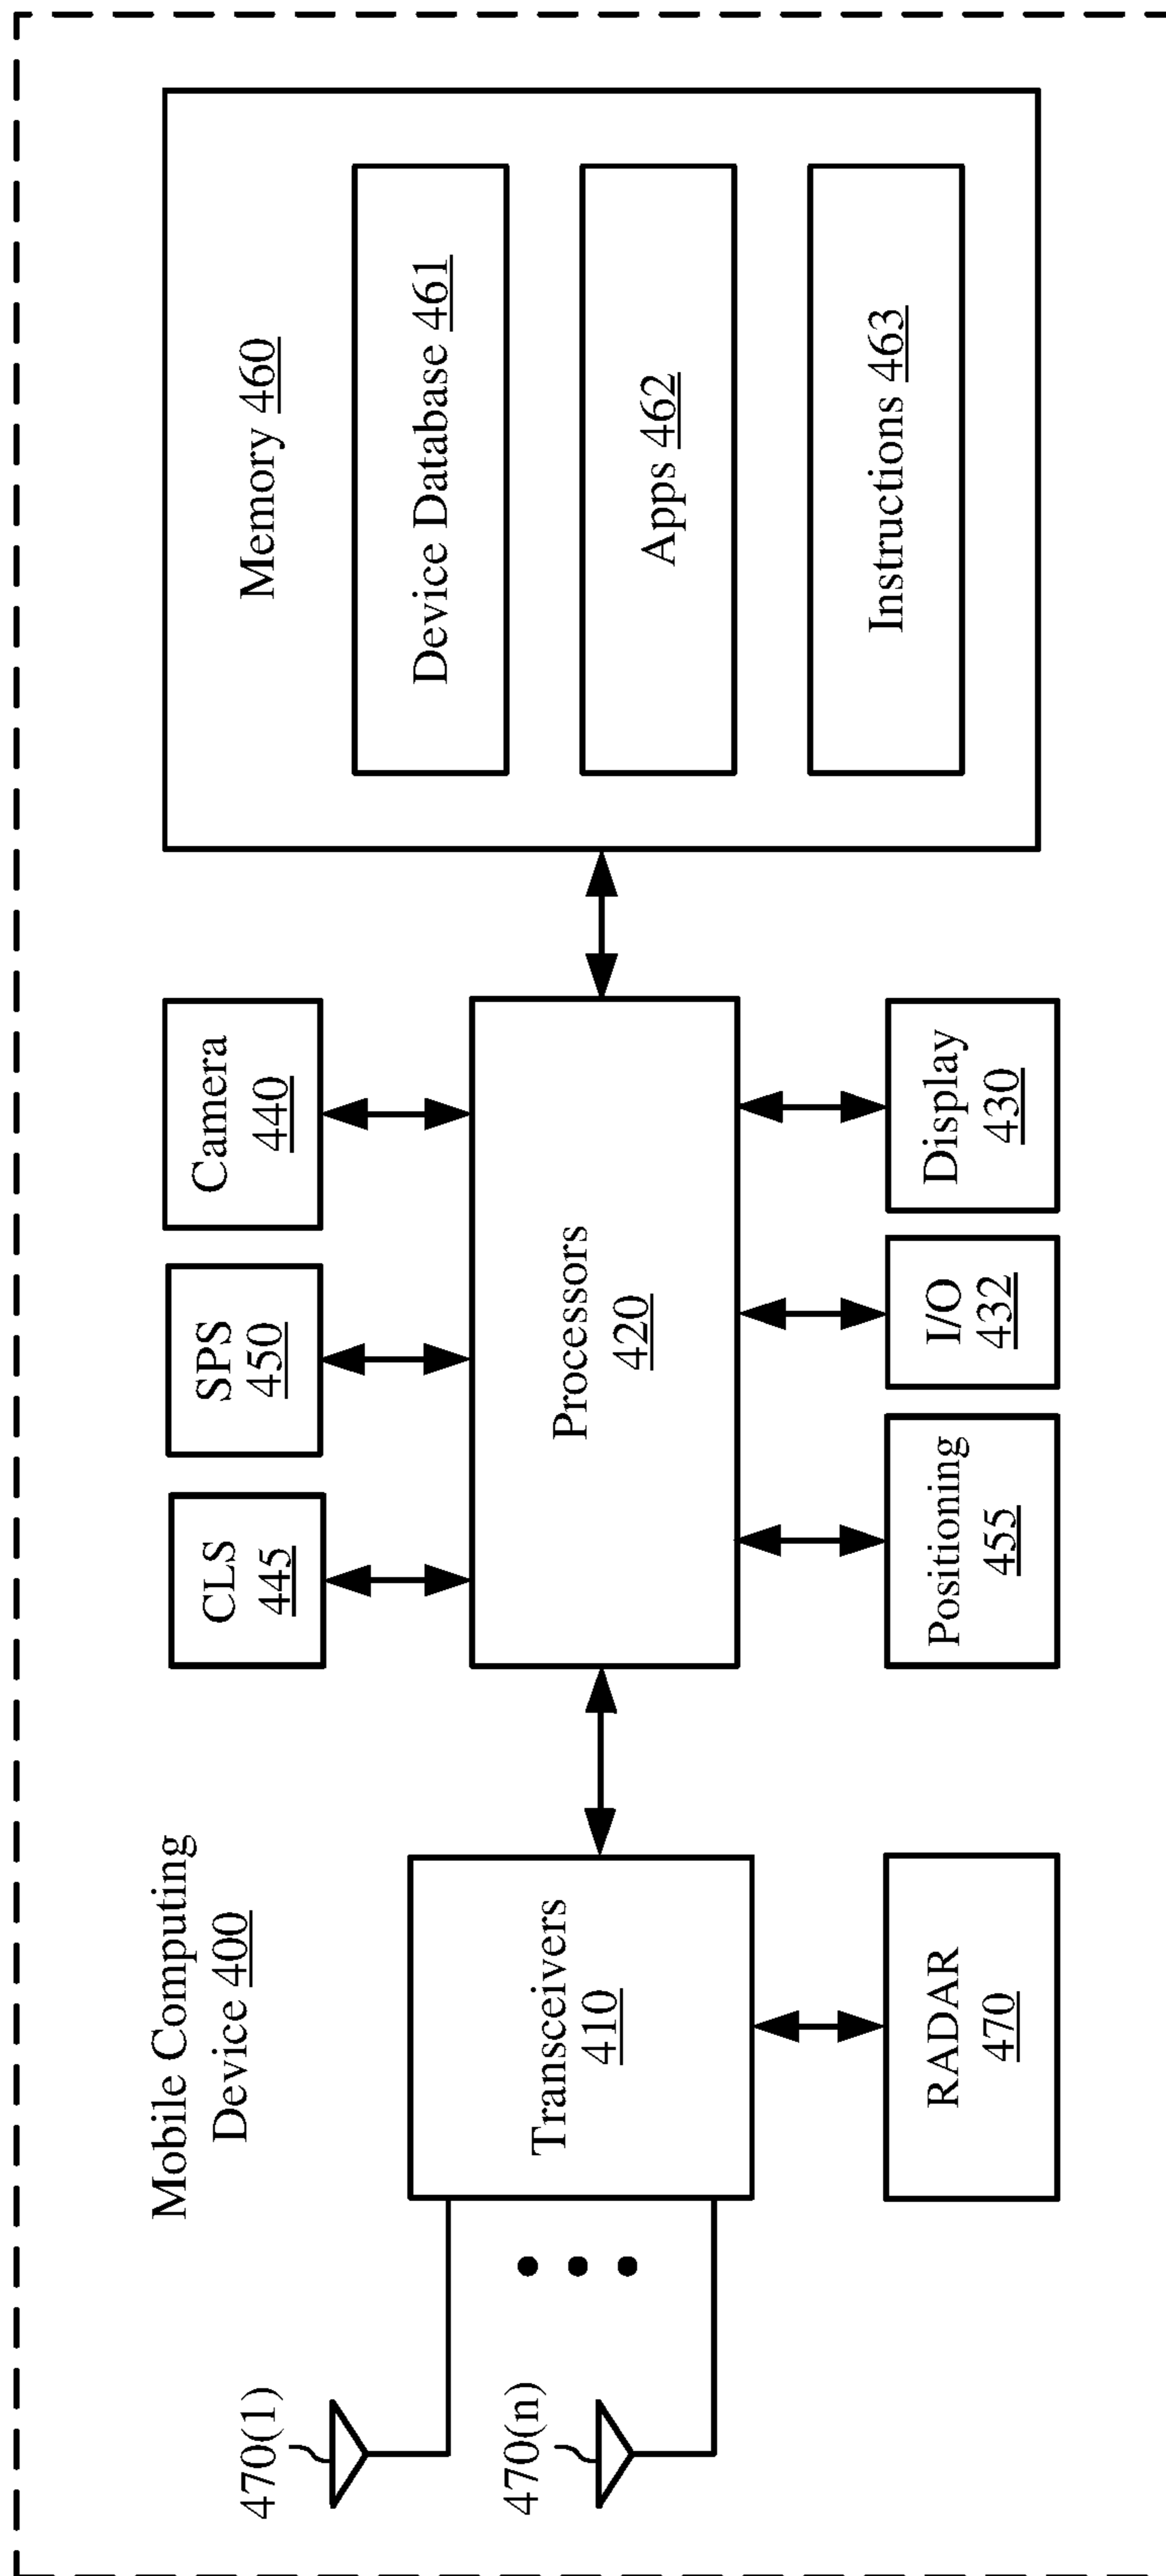 Mobile Computing
Device 400
470(1)
470(n)
Transceivers
410
RADAR
470
CLS
445
SPS
450
Camera
440
Processors
420
Positioning
455
I/O
432
Display
430
Memory 460
Device Database 461
Apps 462
Instructions 463